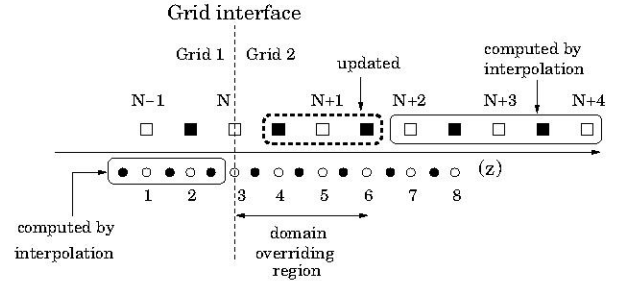 Grid interface
Grid 1 Grid 2
updated
computed by
interpolation
N−1 N N+1 N+2 N+3 N+4
(z)
1 2 3 4 5 6 7 8
computed by
interpolation
domain
overriding
region